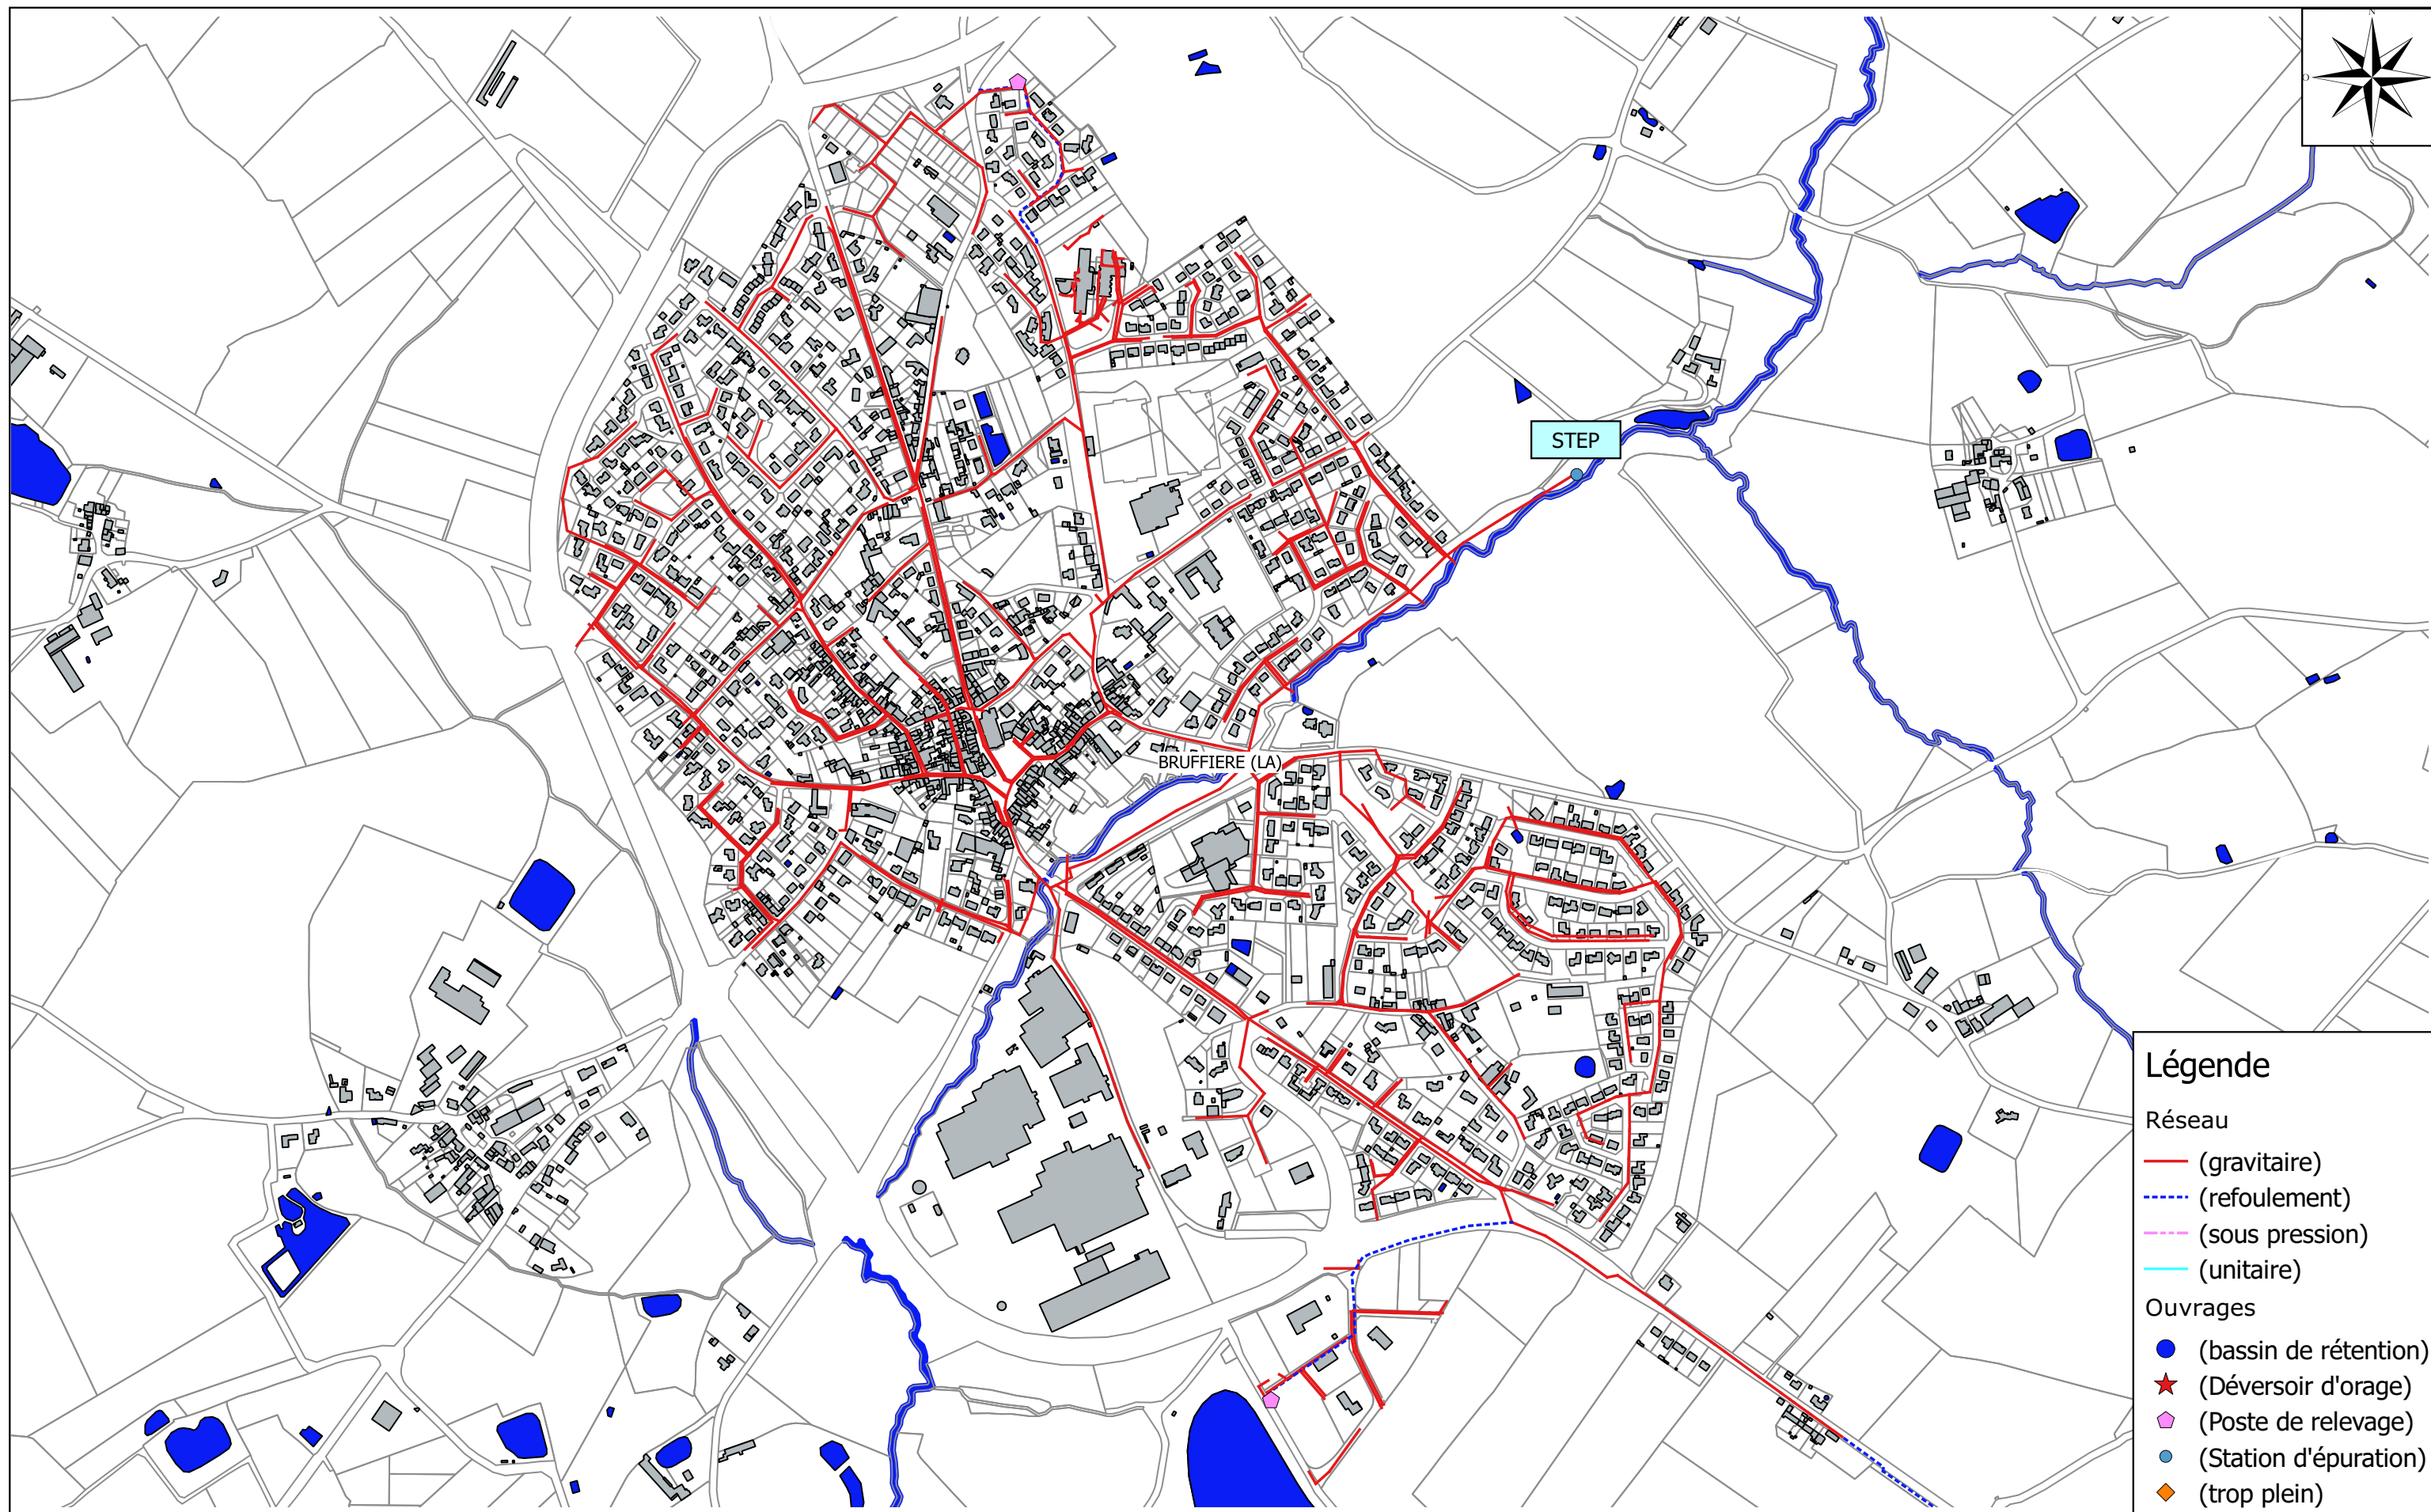 N
O
S
STEP
BRUFFIERE (LA)
Légende
Réseau
(gravitaire)
(refoulement)
(sous pression)
(unitaire)
Ouvrages
(bassin de rétention)
(Déversoir d'orage)
(Poste de relevage)
(Station d'épuration)
(trop plein)